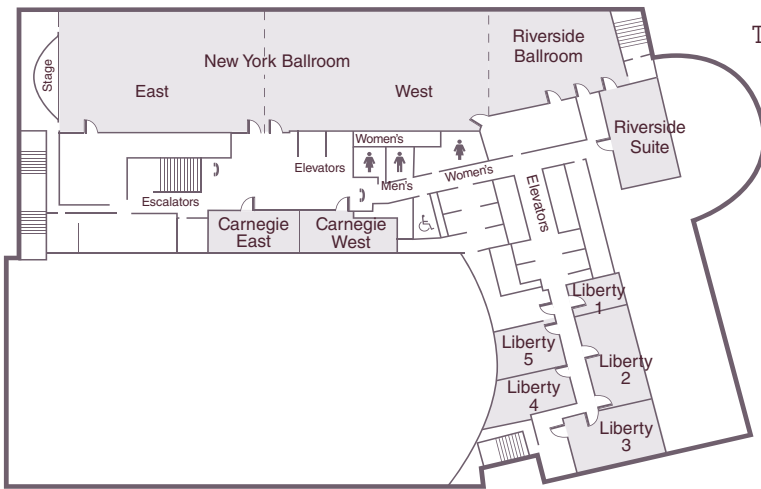 T
Riverside
Ballroom
New York Ballroom
East
West
Stage
Riverside
Suite
Women's
Elevators
Women's
Men's
Escalators
Elevators
Carnegie
East
Carnegie
West
Liberty
1
Liberty
5
Liberty
2
Liberty
4
Liberty
3